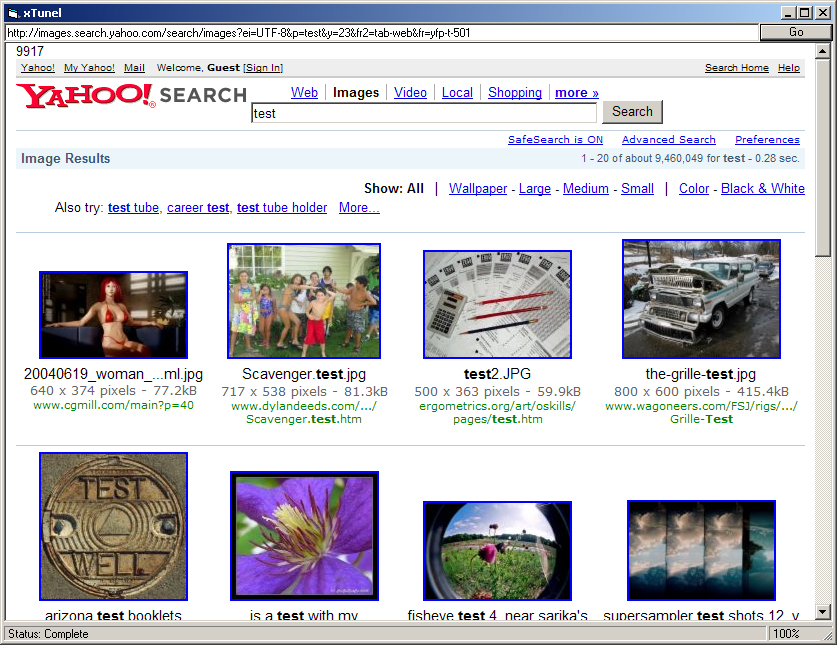 xTunel
http://images.search.yahoo.com/search/images?ei=UTF-8&p=test&y=23&fr2=tab-web&fr=yfp-t-501 Go
9917
Yahoo! My Yahoo! Mail Welcome, Guest [Sign In] Search Home Help
YAHOO! SEARCH
Web Images Video Local Shopping more »
test Search
SafeSearch is ON Advanced Search Preferences
Image Results 1 - 20 of about 9,460,049 for test - 0.28 sec.
Show: All | Wallpaper - Large - Medium - Small | Color - Black & White
Also try: test tube, career test, test tube holder More...
20040619_woman_...ml.jpg Scavenger.test.jpg test2.JPG the-grille-test.jpg
640 x 374 pixels - 77.2kB 717 x 538 pixels - 81.3kB 500 x 363 pixels - 59.9kB 800 x 600 pixels - 415.4kB
www.cgmill.com/main?p=40 www.dylandeeds.com/.../ ergometrics.org/art/oskills/ www.wagoneers.com/FSJ/rigs/.../
Scavenger.test.htm pages/test.htm Grille-Test
TEST
WELL
arizona test booklets is a test with my fisheye test 4, near sarika's supersampler test shots 12, v
Status: Complete 100%